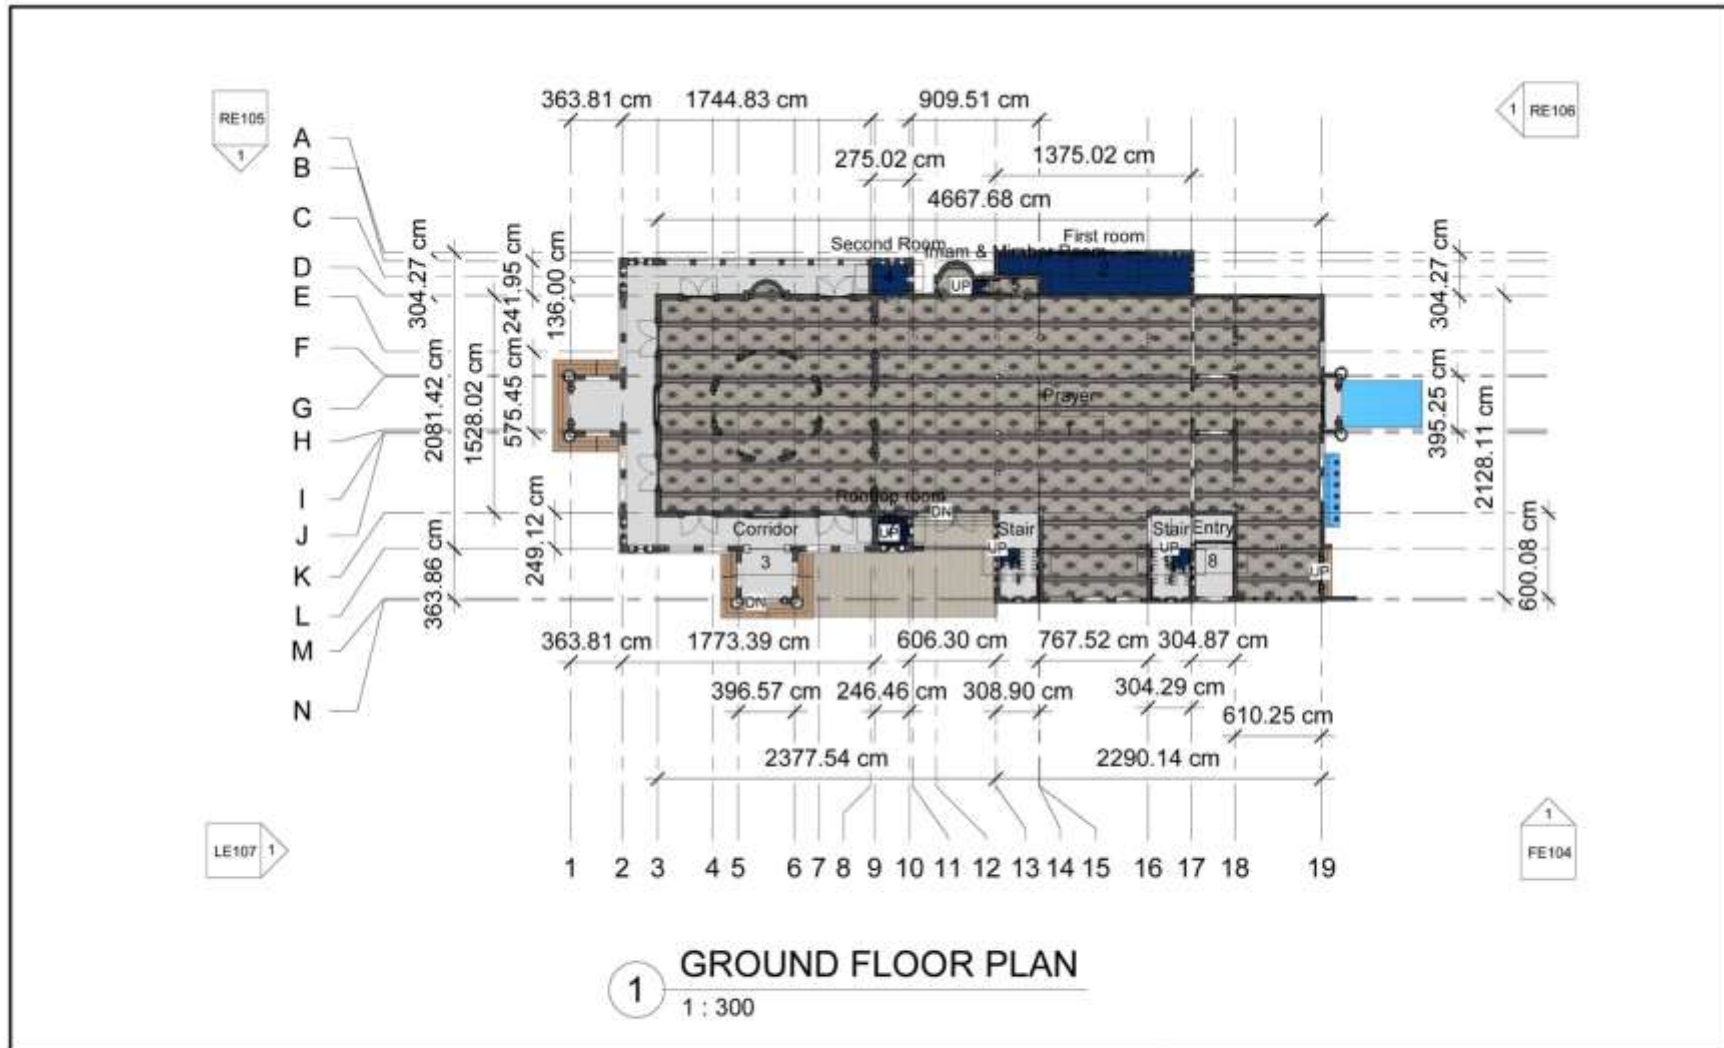 363.81 cm 1744.83 cm 909.51 cm
RE105
1
1 RE106
275.02 cm 1375.02 cm
4667.68 cm
A
B
C
D
E
F
G
H
I
J
K
L
M
N
304.27 cm
2081.42 cm
363.86 cm
1528.02 cm
241.95 cm
575.45 cm
249.12 cm
136.00 cm
First room
Second Room
Imam & Mimbar Room
UP
Prayer
Rooftop room
DN
Corridor
UP
Stair
Stair
Entry
UP
UP
3
8
UP
DN
304.27 cm
395.25 cm
2128.11 cm
600.08 cm
363.81 cm 1773.39 cm 606.30 cm 767.52 cm 304.87 cm
396.57 cm 246.46 cm 308.90 cm 304.29 cm
610.25 cm
2377.54 cm 2290.14 cm
LE107 1
1
FE104
1 2 3 4 5 6 7 8 9 10 11 12 13 14 15 16 17 18 19
1 GROUND FLOOR PLAN
1 : 300